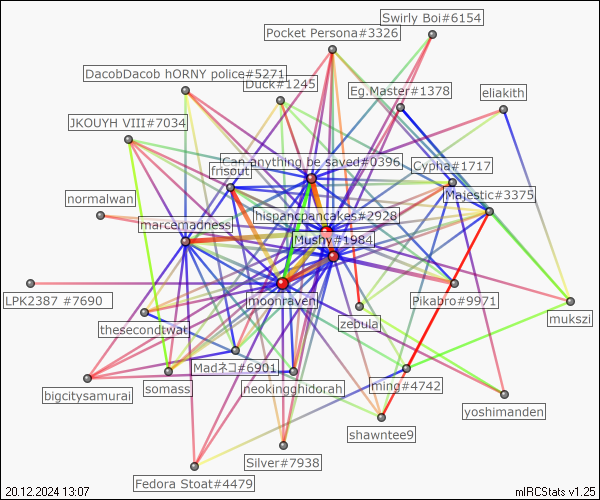 Swirly Boi#6154
Pocket Persona#3326
DacobDacob hORNY police#5271
Duck#1245
Eg.Master#1378
eliakith
JKOUYH VIII#7034
Can anything be saved#0396
frisout
Cypha#1717
normalwan
Majestic#3375
marcemadness
hispancpancakes#2928
Mushy#1984
LPK2387 #7690
moonraven
Pikabro#9971
mukszi
thesecondtwat
zebula
Madネコ#6901
neokingghidorah
ming#4742
bigcitysamurai
somass
yoshimanden
shawntee9
Silver#7938
Fedora Stoat#4479
20.12.2024 13:07
mIRCStats v1.25